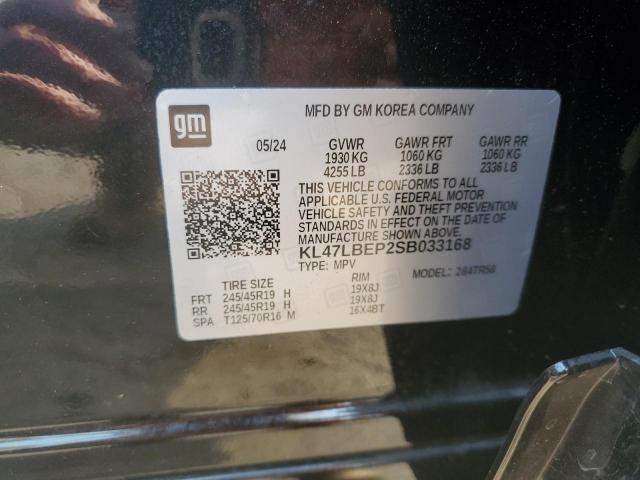 MFD BY GM KOREA COMPANY
gm
05/24 GVWR GAWR FRT GAWR RR
1930 KG 1060 KG 1060 KG
4255 LB 2336 LB 2336 LB
THIS VEHICLE CONFORMS TO ALL
APPLICABLE U.S. FEDERAL MOTOR
VEHICLE SAFETY AND THEFT PREVENTION
STANDARDS IN EFFECT ON THE DATE OF
MANUFACTURE SHOWN ABOVE.
KL47LBEP2SB033168
TYPE: MPV MODEL: 284TR58
TIRE SIZE RIM
FRT 245/45R19 H 19X8J
RR 245/45R19 H 19X8J
SPA T125/70R16 M 16X4BT